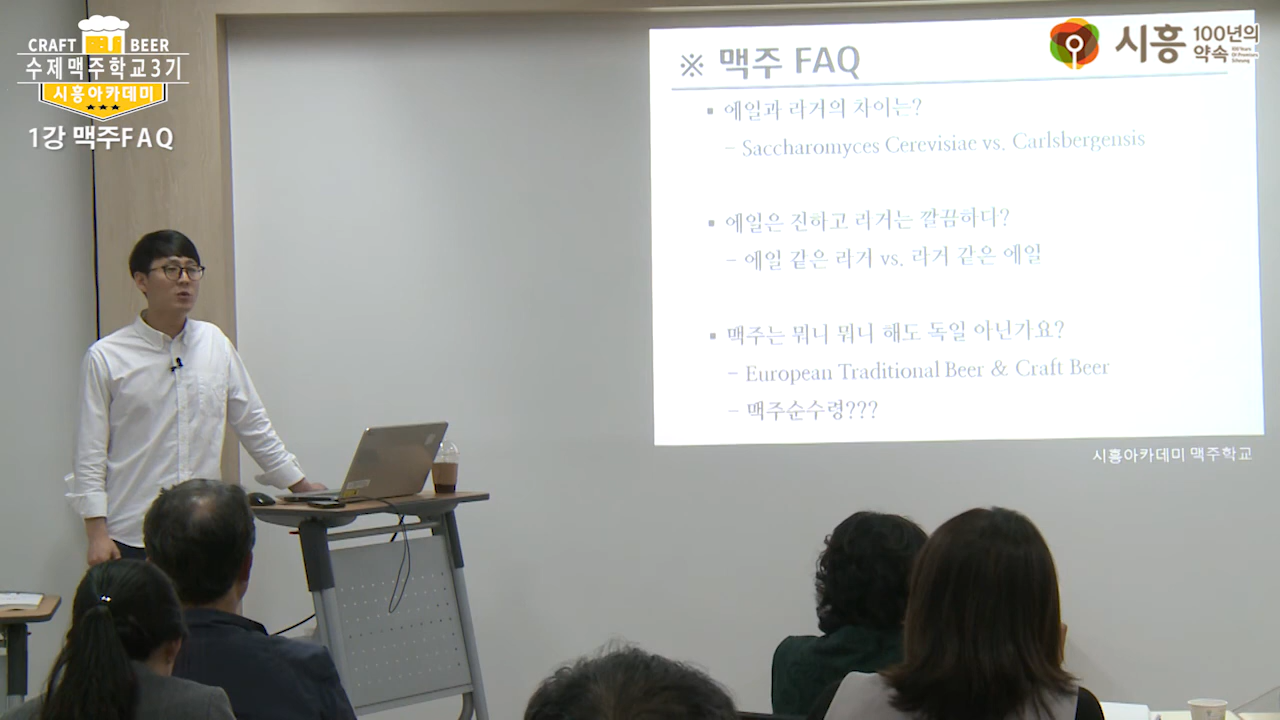 CRAFT BEER
수제맥주학교3기
시흥아카데미
1강 맥주FAQ
시흥 100년의 약속
※ 맥주 FAQ
▪ 에일과 라거의 차이는?
– Saccharomyces Cerevisiae vs. Carlsbergensis
▪ 에일은 진하고 라거는 깔끔하다?
– 에일 같은 라거 vs. 라거 같은 에일
▪ 맥주는 뭐니 뭐니 해도 독일 아닌가요?
– European Traditional Beer & Craft Beer
– 맥주순수령???
시흥아카데미 맥주학교